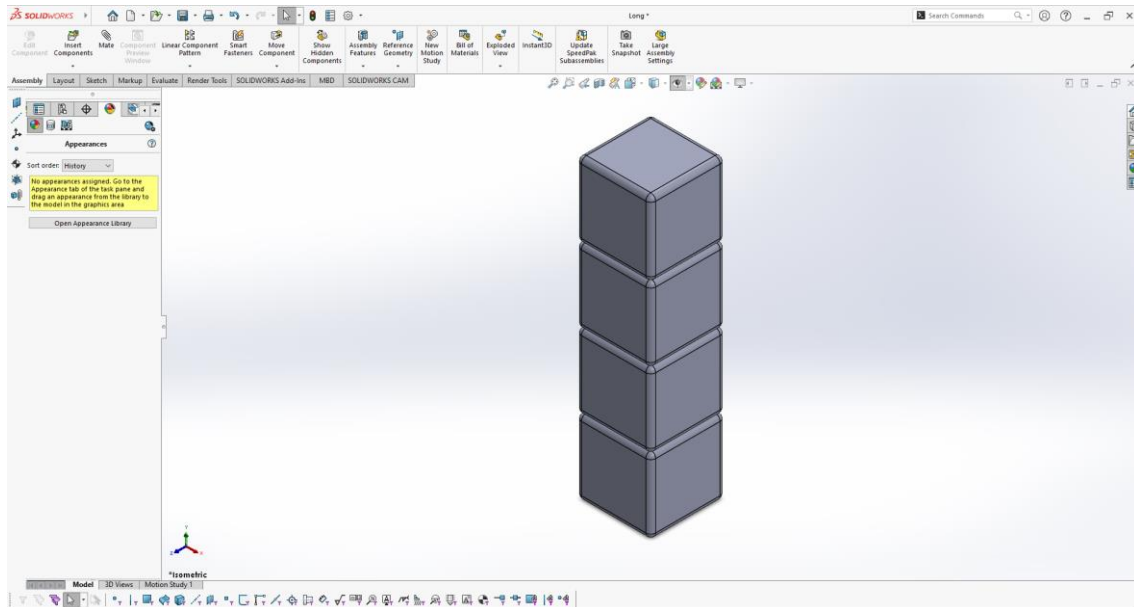 SOLIDWORKS
Long *
Search Commands
Edit Component
Insert Components
Mate
Component Preview Window
Linear Component Pattern
Smart Fasteners
Move Component
Show Hidden Components
Assembly Features
Reference Geometry
New Motion Study
Bill of Materials
Exploded View
Instant3D
Update SpeedPak Subassemblies
Take Snapshot
Large Assembly Settings
Assembly Layout Sketch Markup Evaluate Render Tools SOLIDWORKS Add-Ins MBD SOLIDWORKS CAM
Appearances
Sort order: History
No appearances assigned. Go to the
Appearance tab of the task pane and
drag an appearance from the library to
the model in the graphics area
Open Appearance Library
Y
Z
X
*Isometric
Model 3D Views Motion Study 1